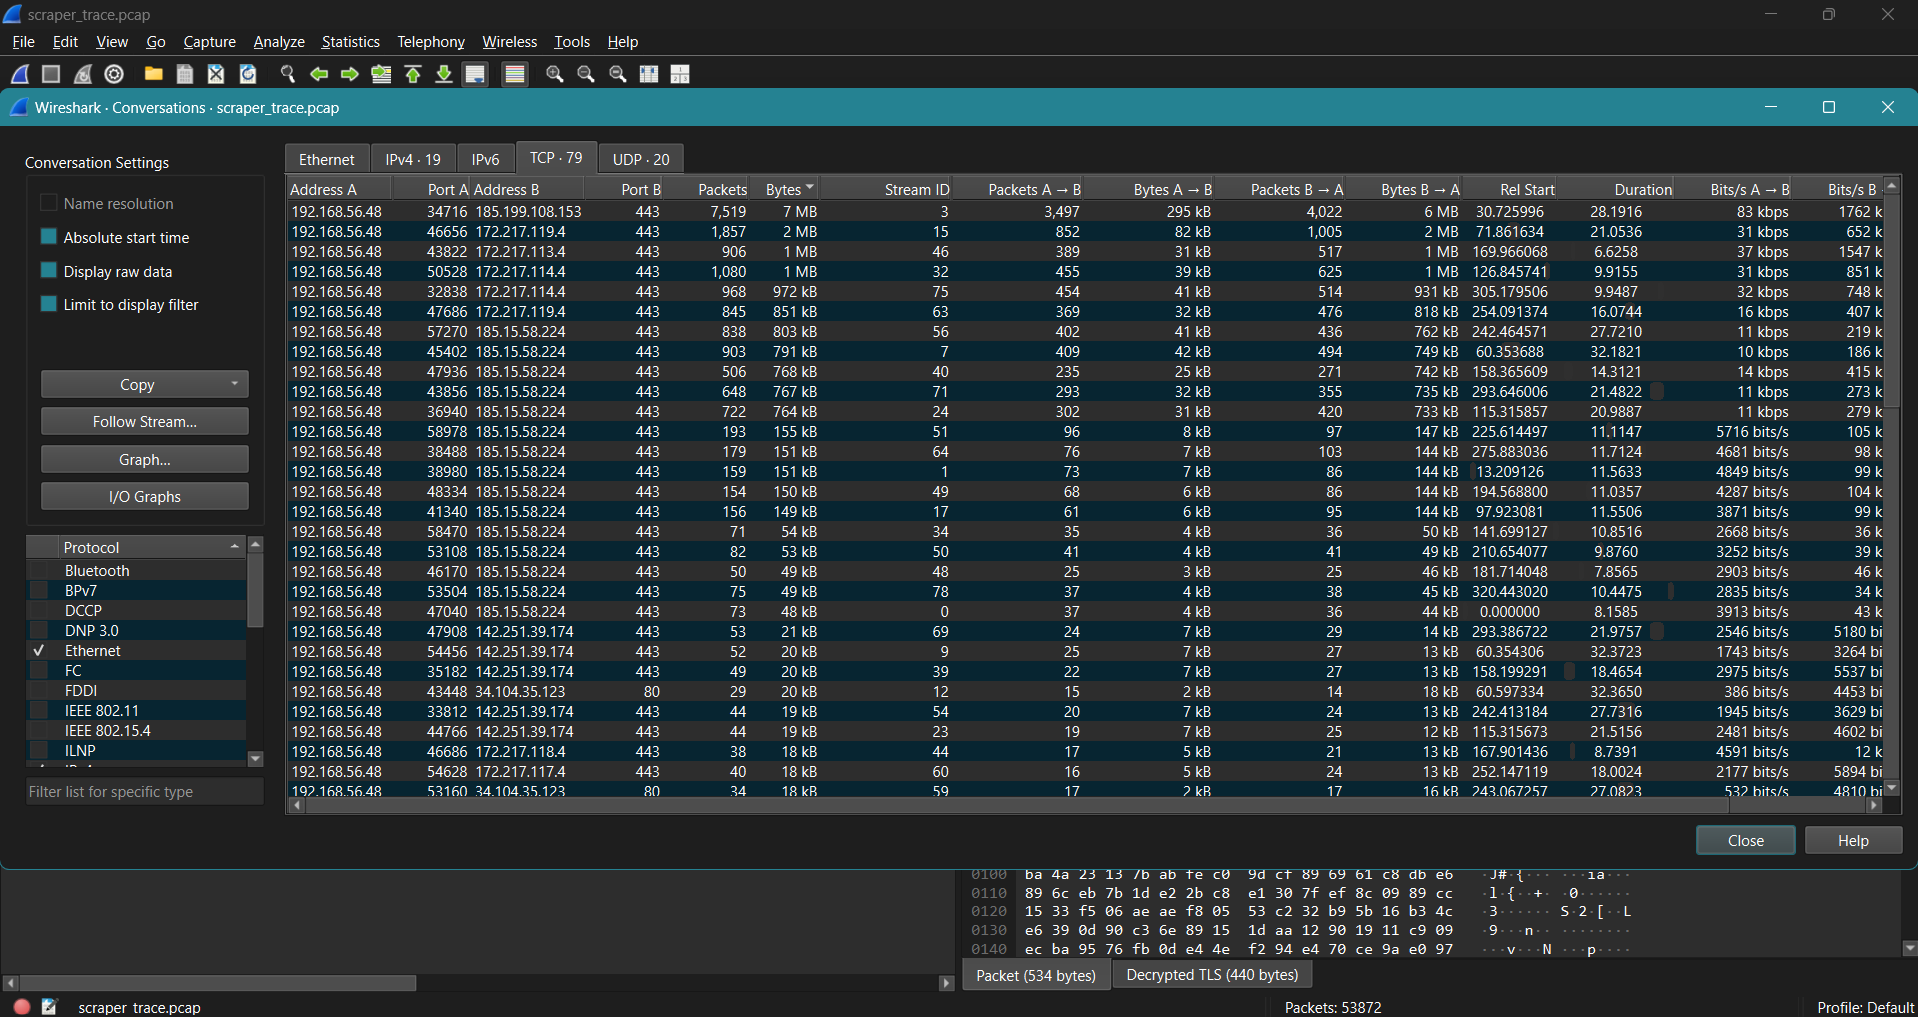 scraper_trace.pcap
File Edit View Go Capture Analyze Statistics Telephony Wireless Tools Help
Wireshark · Conversations · scraper_trace.pcap
Conversation Settings
Name resolution
Absolute start time
Display raw data
Limit to display filter
Copy
Follow Stream...
Graph...
I/O Graphs
Protocol
Bluetooth
BPv7
DCCP
DNP 3.0
Ethernet
FC
FDDI
IEEE 802.11
IEEE 802.15.4
ILNP
Filter list for specific type
Ethernet IPv4 · 19 IPv6 TCP · 79 UDP · 20
Address A Port A Address B Port B Packets Bytes Stream ID Packets A → B Bytes A → B Packets B → A Bytes B → A Rel Start Duration Bits/s A → B Bits/s B
192.168.56.48 34716 185.199.108.153 443 7,519 7 MB 3 3,497 295 kB 4,022 6 MB 30.725996 28.1916 83 kbps 1762 k
192.168.56.48 46656 172.217.119.4 443 1,857 2 MB 15 852 82 kB 1,005 2 MB 71.861634 21.0536 31 kbps 652 k
192.168.56.48 43822 172.217.113.4 443 906 1 MB 46 389 31 kB 517 1 MB 169.966068 6.6258 37 kbps 1547 k
192.168.56.48 50528 172.217.114.4 443 1,080 1 MB 32 455 39 kB 625 1 MB 126.845741 9.9155 31 kbps 851 k
192.168.56.48 32838 172.217.114.4 443 968 972 kB 75 454 41 kB 514 931 kB 305.179506 9.9487 32 kbps 748 k
192.168.56.48 47686 172.217.119.4 443 845 851 kB 63 369 32 kB 476 818 kB 254.091374 16.0744 16 kbps 407 k
192.168.56.48 57270 185.15.58.224 443 838 803 kB 56 402 41 kB 436 762 kB 242.464571 27.7210 11 kbps 219 k
192.168.56.48 45402 185.15.58.224 443 903 791 kB 7 409 42 kB 494 749 kB 60.353688 32.1821 10 kbps 186 k
192.168.56.48 47936 185.15.58.224 443 506 768 kB 40 235 25 kB 271 742 kB 158.365609 14.3121 14 kbps 415 k
192.168.56.48 43856 185.15.58.224 443 648 767 kB 71 293 32 kB 355 735 kB 293.646006 21.4822 11 kbps 273 k
192.168.56.48 36940 185.15.58.224 443 722 764 kB 24 302 31 kB 420 733 kB 115.315857 20.9887 11 kbps 279 k
192.168.56.48 58978 185.15.58.224 443 193 155 kB 51 96 8 kB 97 147 kB 225.614497 11.1147 5716 bits/s 105 k
192.168.56.48 38488 185.15.58.224 443 179 151 kB 64 76 7 kB 103 144 kB 275.883036 11.7124 4681 bits/s 98 k
192.168.56.48 38980 185.15.58.224 443 159 151 kB 1 73 7 kB 86 144 kB 13.209126 11.5633 4849 bits/s 99 k
192.168.56.48 48334 185.15.58.224 443 154 150 kB 49 68 6 kB 86 144 kB 194.568800 11.0357 4287 bits/s 104 k
192.168.56.48 41340 185.15.58.224 443 156 149 kB 17 61 6 kB 95 144 kB 97.923081 11.5506 3871 bits/s 99 k
192.168.56.48 58470 185.15.58.224 443 71 54 kB 34 35 4 kB 36 50 kB 141.699127 10.8516 2668 bits/s 36 k
192.168.56.48 53108 185.15.58.224 443 82 53 kB 50 41 4 kB 41 49 kB 210.654077 9.8760 3252 bits/s 39 k
192.168.56.48 46170 185.15.58.224 443 50 49 kB 48 25 3 kB 25 46 kB 181.714048 7.8565 2903 bits/s 46 k
192.168.56.48 53504 185.15.58.224 443 75 49 kB 78 37 4 kB 38 45 kB 320.443020 10.4475 2835 bits/s 34 k
192.168.56.48 47040 185.15.58.224 443 73 48 kB 0 37 4 kB 36 44 kB 0.000000 8.1585 3913 bits/s 43 k
192.168.56.48 47908 142.251.39.174 443 53 21 kB 69 24 7 kB 29 14 kB 293.386722 21.9757 2546 bits/s 5180 bi
192.168.56.48 54456 142.251.39.174 443 52 20 kB 9 25 7 kB 27 13 kB 60.354306 32.3723 1743 bits/s 3264 bi
192.168.56.48 35182 142.251.39.174 443 49 20 kB 39 22 7 kB 27 13 kB 158.199291 18.4654 2975 bits/s 5537 bi
192.168.56.48 43448 34.104.35.123 80 29 20 kB 12 15 2 kB 14 18 kB 60.597334 32.3650 386 bits/s 4453 bi
192.168.56.48 33812 142.251.39.174 443 44 19 kB 54 20 7 kB 24 13 kB 242.413184 27.7316 1945 bits/s 3629 bi
192.168.56.48 44766 142.251.39.174 443 44 19 kB 23 19 7 kB 25 12 kB 115.315673 21.5156 2481 bits/s 4602 bi
192.168.56.48 46686 172.217.118.4 443 38 18 kB 44 17 5 kB 21 13 kB 167.901436 8.7391 4591 bits/s 12 k
192.168.56.48 54628 172.217.117.4 443 40 18 kB 60 16 5 kB 24 13 kB 252.147119 18.0024 2177 bits/s 5894 bi
192.168.56.48 53160 34.104.35.123 80 34 18 kB 59 17 2 kB 17 16 kB 243.067257 27.0823 532 bits/s 4810 bi
Close Help
0100 ba 4a 23 13 7b ab fe c0 9d cf 89 69 61 c8 db e6 ·J#·{··· ···ia···
0110 89 6c eb 7b 1d e2 2b c8 e1 30 7f ef 8c 09 89 cc ·l·{··+· ·0······
0120 15 33 f5 06 ae ae f8 05 53 c2 32 b9 5b 16 b3 4c ·3······ S·2·[··L
0130 e6 39 0d 90 c3 6e 89 15 1d aa 12 90 19 11 c9 09 ·9···n·· ········
0140 ec ba 95 76 fb 0d e4 4e f2 94 e4 70 ce 9a e0 97 ···v···N ···p····
Packet (534 bytes) Decrypted TLS (440 bytes)
scraper_trace.pcap Packets: 53872 Profile: Default